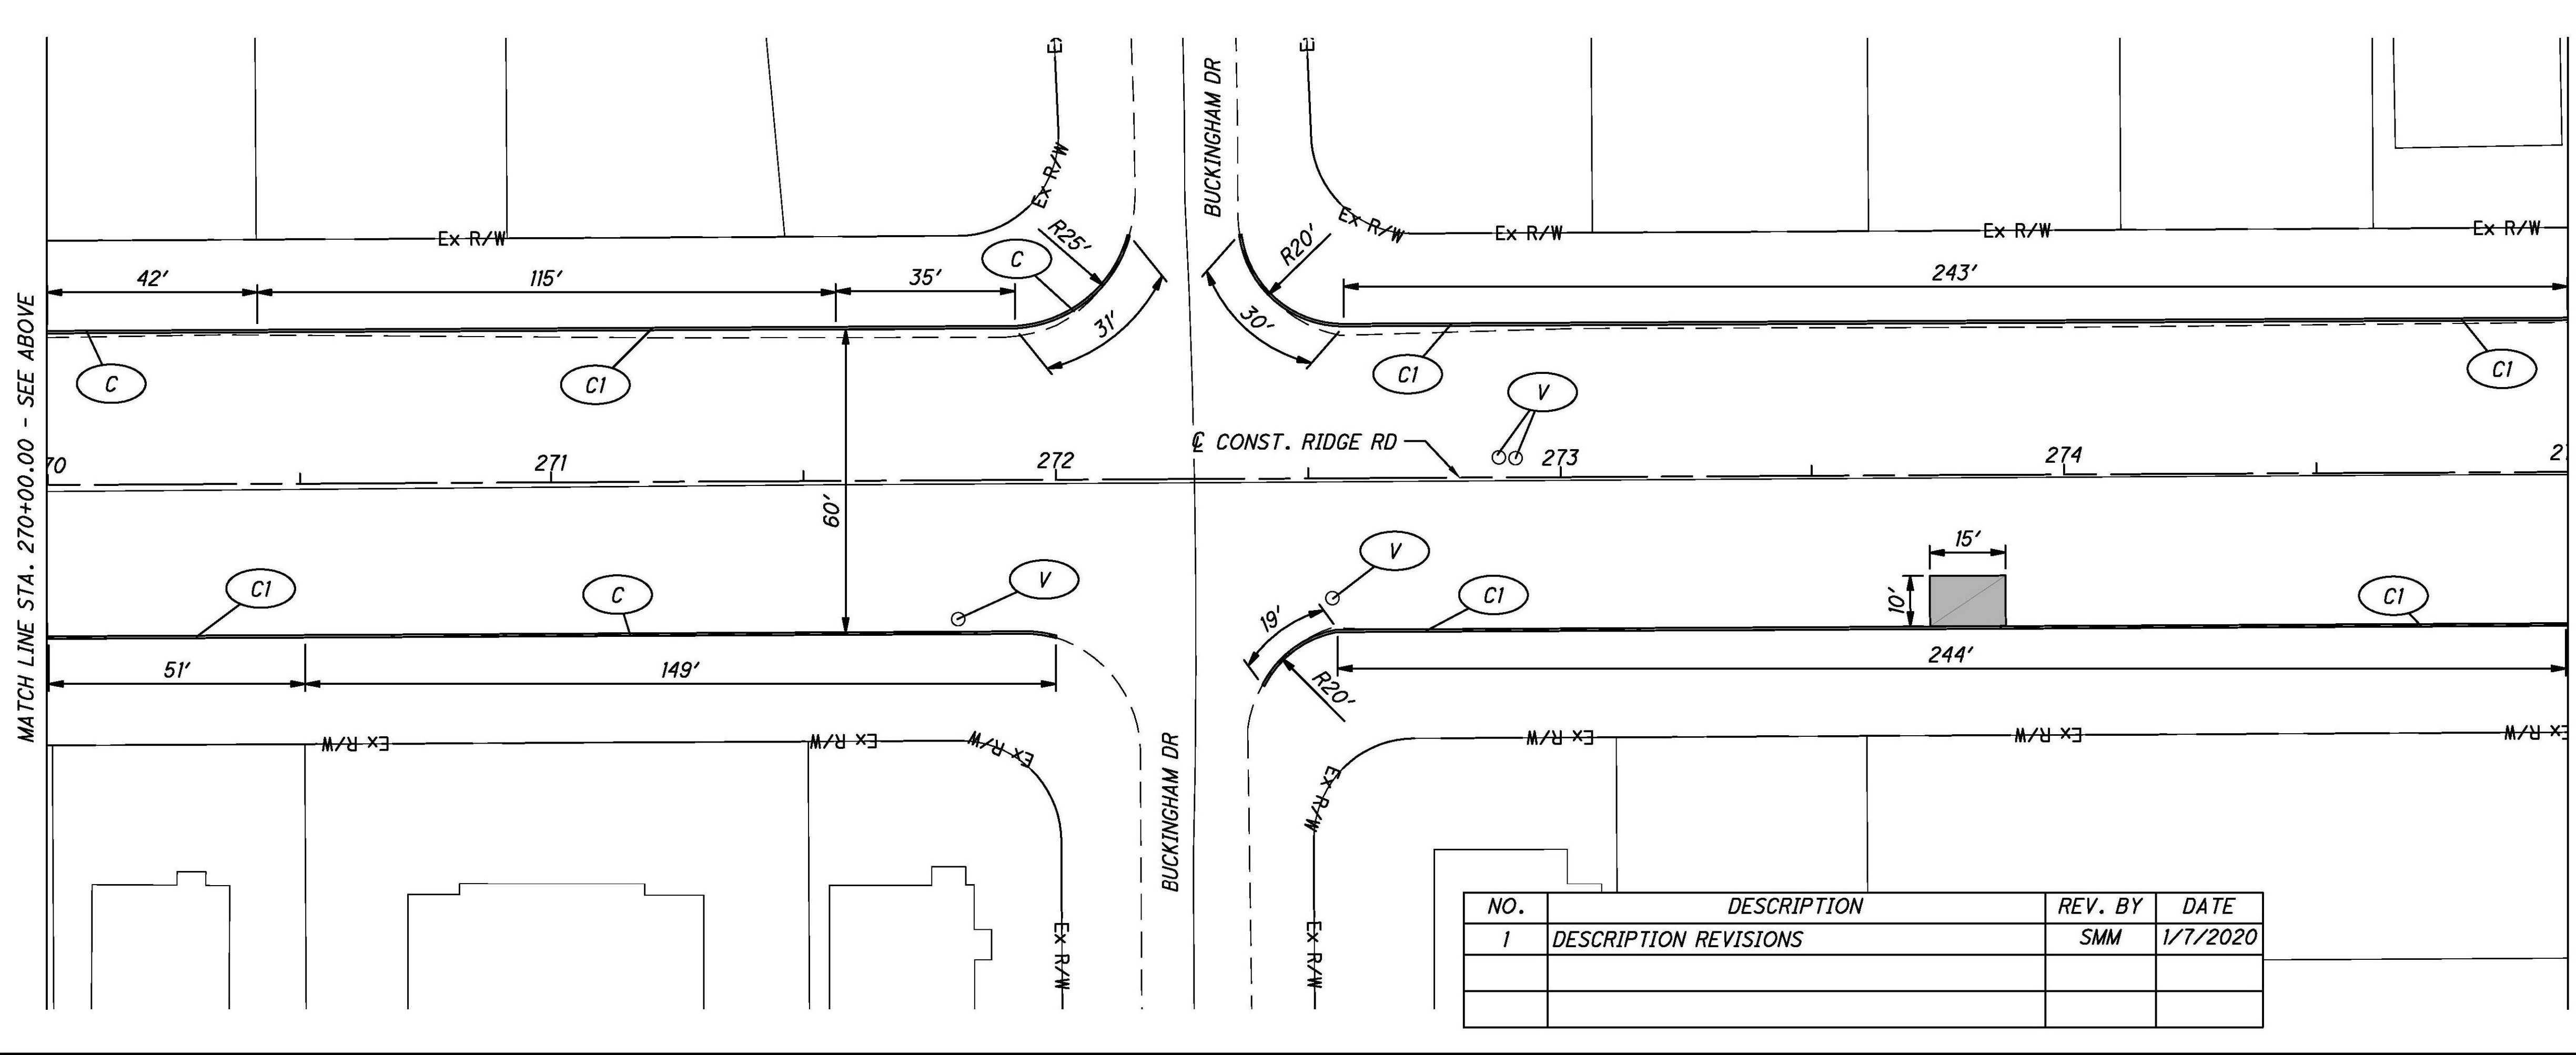 E
BUCKINGHAM DR
E
Ex R/W
Ex R/W
Ex R/W
Ex R/W
Ex R/W
Ex R/W
R25'
R20'
C
42'
115'
35'
31'
30'
243'
C
C1
C1
V
C1
MATCH LINE STA. 270+00.00 - SEE ABOVE
℄ CONST. RIDGE RD
70
271
272
273
274
27
60'
C1
C
V
V
19'
C1
15'
10'
C1
51'
149'
R20'
244'
Ex R/W
Ex R/W
Ex R/W
Ex R/W
Ex R/W
Ex R/W
Ex R/W
BUCKINGHAM DR
Ex R/W
Ex R/W
NO. DESCRIPTION REV. BY DATE
1 DESCRIPTION REVISIONS SMM 1/7/2020